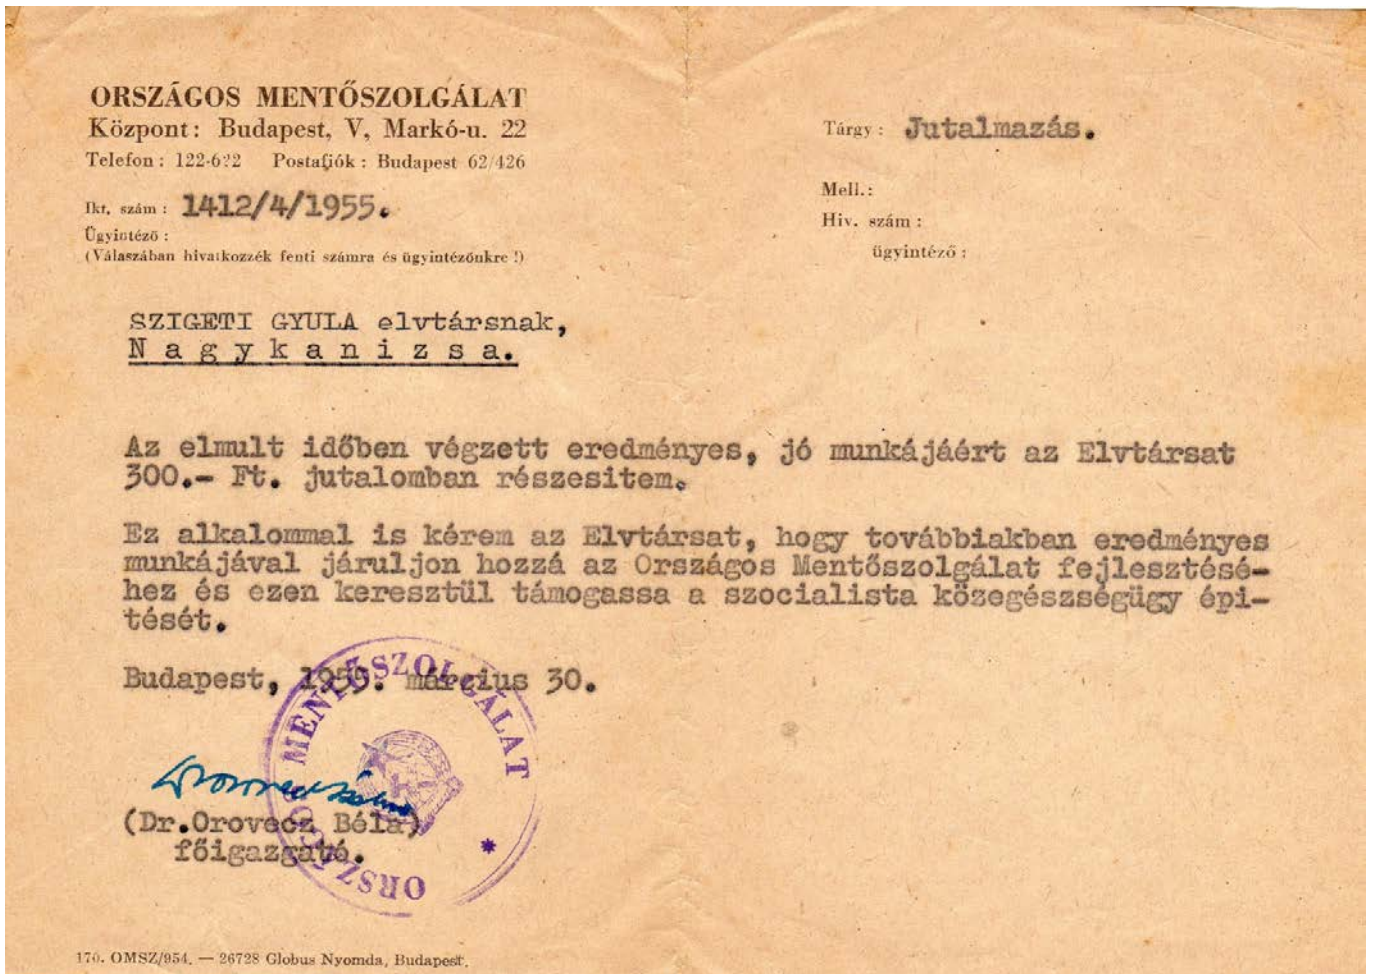 ORSZÁGOS MENTŐSZOLGÁLAT
Központ: Budapest, V, Markó-u. 22
Telefon: 122-622 Postafiók: Budapest 62/426
Ikt. szám: 1412/4/1955.
Ügyintéző:
(Válaszában hivatkozzék fenti számra és ügyintézőnkre!)
Tárgy: Jutalmazás.
Mell.:
Hiv. szám:
ügyintéző:
SZIGETI GYULA elvtársnak,
Nagykanizsa.
Az elmult időben végzett eredményes, jó munkájáért az Elvtársat
300.- Ft. jutalomban részesitem.
Ez alkalommal is kérem az Elvtársat, hogy továbbiakban eredményes
munkájával járuljon hozzá az Országos Mentőszolgálat fejlesztésé-
hez és ezen keresztül támogassa a szocialista közegészségügy épi-
tését.
Budapest, 1955. március 30.
ORSZÁGOS MENTŐSZOLGÁLAT
(Dr.Orovecz Béla)
főigazgató.
170. OMSZ/954. — 26728 Globus Nyomda, Budapest.